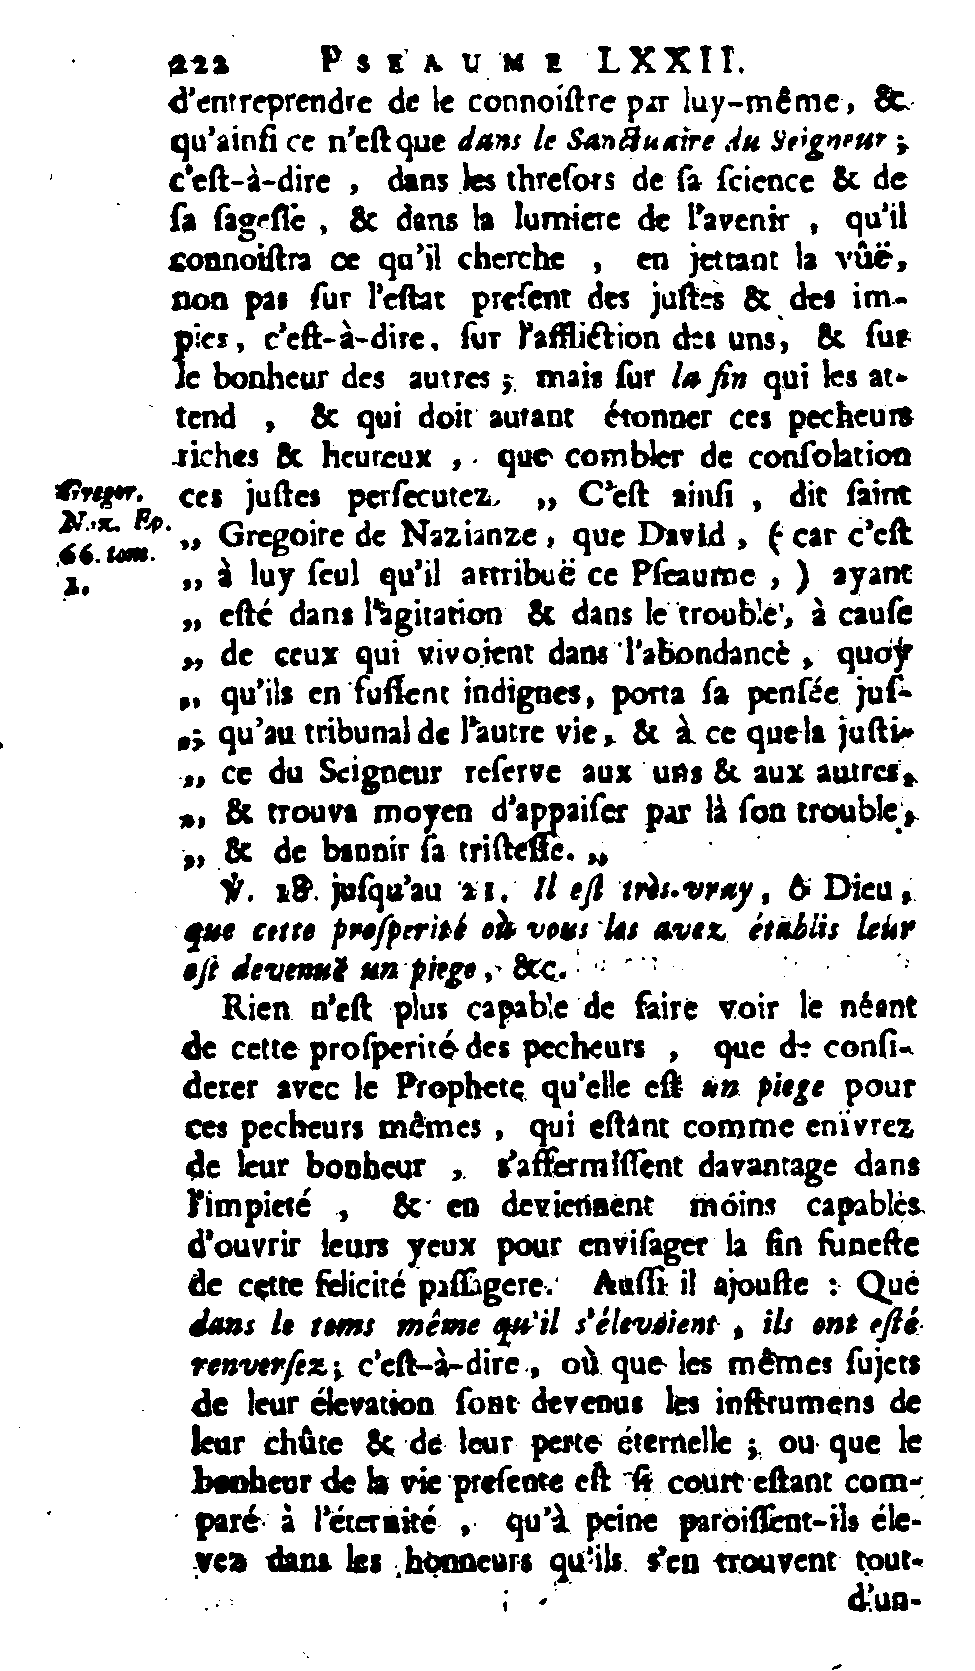 222 PSEAUME LXXII.
d'entreprendre de le connoiſtre par luy-même, &
qu'ainſi ce n'eſt que dans le Sanctuaire du Seigneur ;
c'eſt-à-dire , dans les threſors de ſa ſcience & de
ſa ſageſſe , & dans la lumiere de l'avenir , qu'il
connoiſtra ce qu'il cherche , en jettant la vûë,
non pas ſur l'eſtat preſent des juſtes & des im-
pies, c'eſt-à-dire, ſur l'affliction des uns, & ſur
le bonheur des autres ; mais ſur la fin qui les at-
tend , & qui doit autant étonner ces pecheurs
riches & heureux , que combler de conſolation
ces juſtes perſecutez. ,, C'eſt ainſi , dit ſaint
Gregor.
Naz. Ep.
66. tom.
1.
,, Gregoire de Nazianze, que David, ( car c'eſt
,, à luy ſeul qu'il attribuë ce Pſeaume , ) ayant
,, eſté dans l'agitation & dans le trouble, à cauſe
,, de ceux qui vivoient dans l'abondance, quoy
,, qu'ils en fuſſent indignes, porta ſa penſée juſ-
,, qu'au tribunal de l'autre vie, & à ce que la juſti-
,, ce du Seigneur reſerve aux uns & aux autres,
,, & trouva moyen d'appaiſer par là ſon trouble,
,, & de bannir ſa triſteſſe. ,,
℣. 18. juſqu'au 21. Il eſt très-vray, ô Dieu,
que cette proſperité où vous les avez établis leur
eſt devenuë un piege, &c.
Rien n'eſt plus capable de faire voir le néant
de cette proſperité des pecheurs , que de conſi-
derer avec le Prophete qu'elle eſt un piege pour
ces pecheurs mêmes , qui eſtant comme enivrez
de leur bonheur , s'affermiſſent davantage dans
l'impieté , & en deviennent moins capables
d'ouvrir leurs yeux pour enviſager la fin funeſte
de cette felicité paſſagere. Auſſi il ajouſte : Que
dans le tems même qu'il s'élevoient , ils ont eſté
renverſez ; c'eſt-à-dire , où que les mêmes ſujets
de leur élevation ſont devenus les inſtrumens de
leur chûte & de leur perte éternelle ; ou que le
bonheur de la vie preſente eſt ſi court eſtant com-
paré à l'éternité , qu'à peine paroiſſent-ils éle-
vez dans les honneurs qu'ils s'en trouvent tout-
d'un-